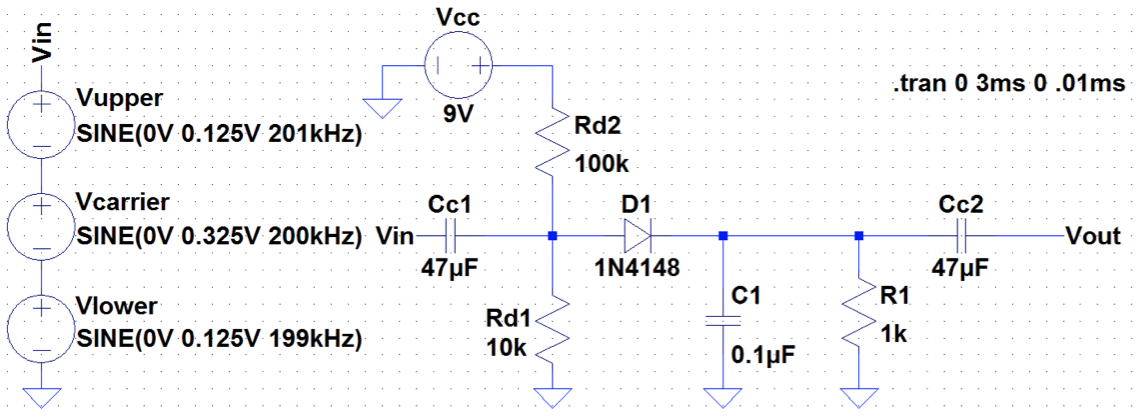 Vin
Vupper
SINE(0V 0.125V 201kHz)
Vcarrier
SINE(0V 0.325V 200kHz)
Vlower
SINE(0V 0.125V 199kHz)
Vcc
9V
Rd2
100k
.tran 0 3ms 0 .01ms
Vin
Cc1
47µF
D1
1N4148
Cc2
47µF
Vout
Rd1
10k
C1
0.1µF
R1
1k